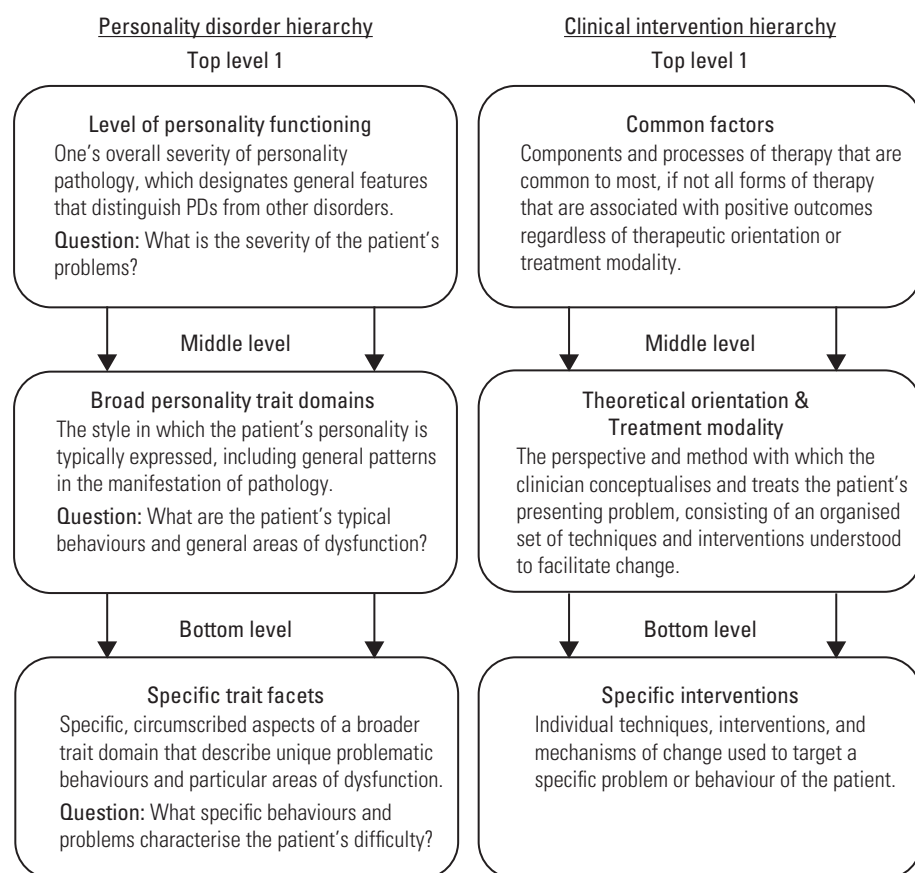 Personality disorder hierarchy
Top level 1
Level of personality functioning
One's overall severity of personality
pathology, which designates general features
that distinguish PDs from other disorders.
Question: What is the severity of the patient's
problems?
Middle level
Broad personality trait domains
The style in which the patient's personality is
typically expressed, including general patterns
in the manifestation of pathology.
Question: What are the patient's typical
behaviours and general areas of dysfunction?
Bottom level
Specific trait facets
Specific, circumscribed aspects of a broader
trait domain that describe unique problematic
behaviours and particular areas of dysfunction.
Question: What specific behaviours and
problems characterise the patient's difficulty?
Clinical intervention hierarchy
Top level 1
Common factors
Components and processes of therapy that are
common to most, if not all forms of therapy
that are associated with positive outcomes
regardless of therapeutic orientation or
treatment modality.
Middle level
Theoretical orientation &
Treatment modality
The perspective and method with which the
clinician conceptualises and treats the patient's
presenting problem, consisting of an organised
set of techniques and interventions understood
to facilitate change.
Bottom level
Specific interventions
Individual techniques, interventions, and
mechanisms of change used to target a
specific problem or behaviour of the patient.